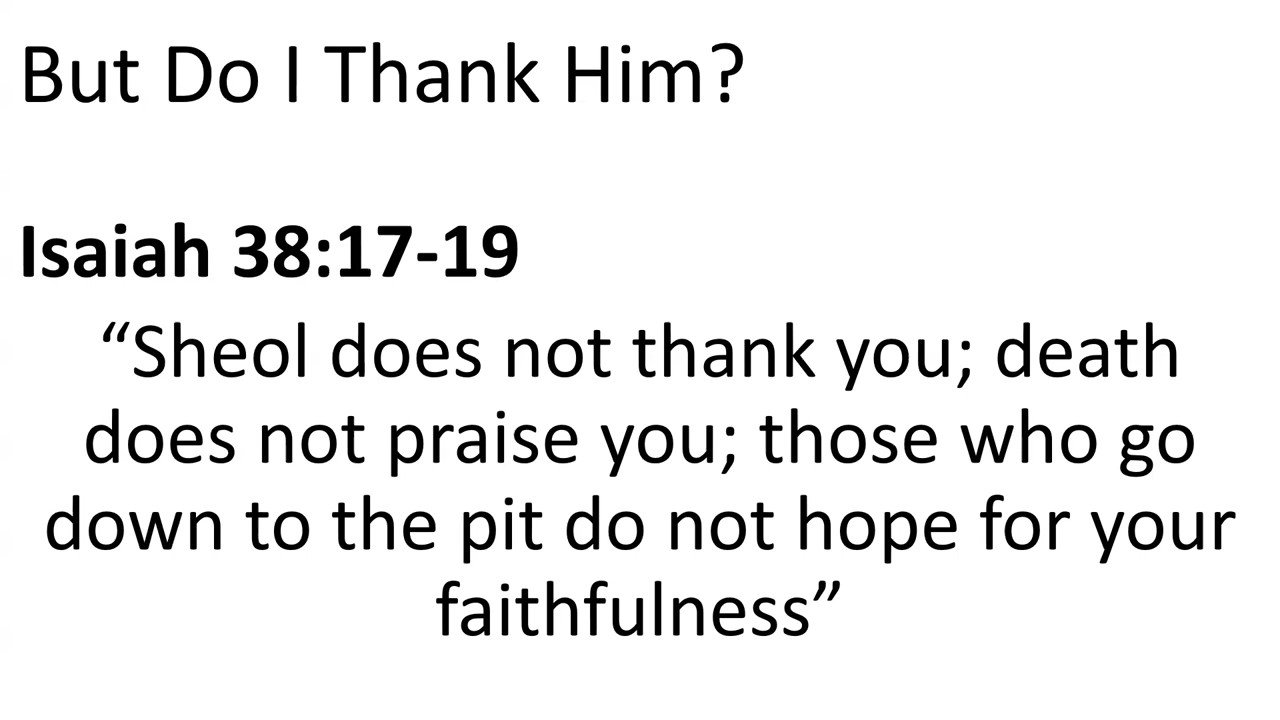 But Do I Thank Him?
Isaiah 38:17-19
“Sheol does not thank you; death
does not praise you; those who go
down to the pit do not hope for your
faithfulness”